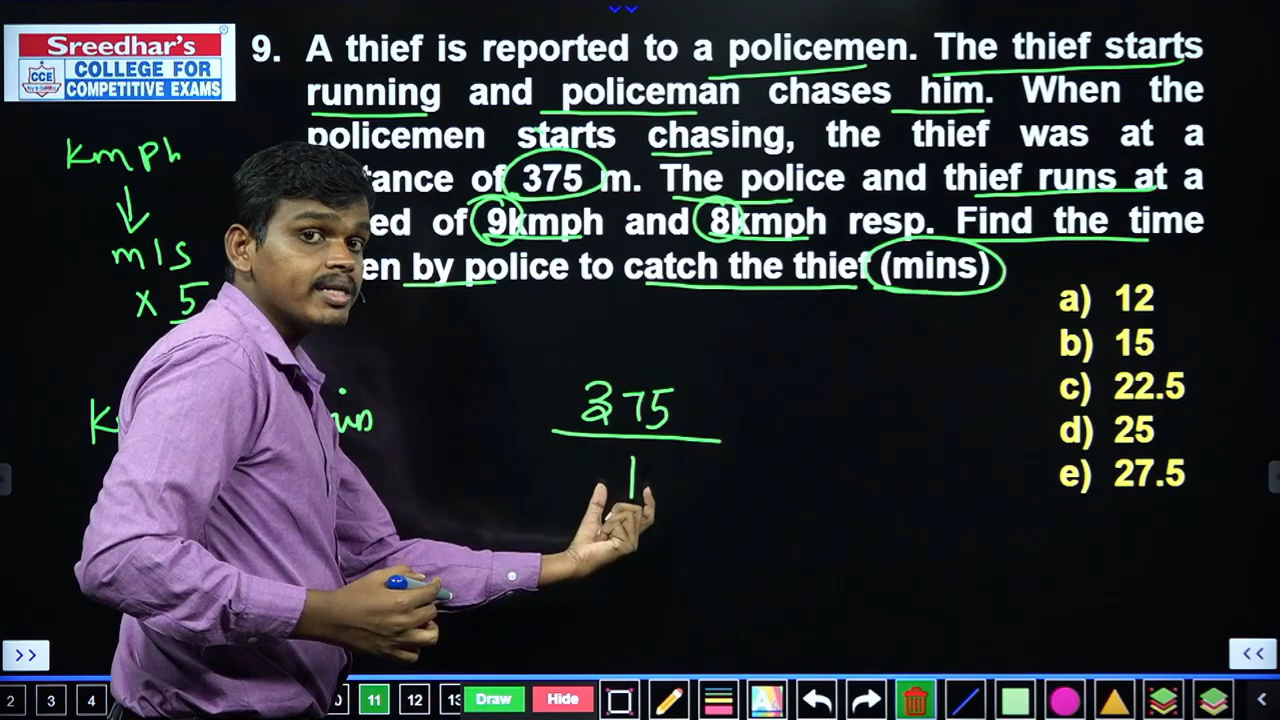 Sreedhar's
CCE
COLLEGE FOR
COMPETITIVE EXAMS
9. A thief is reported to a policemen. The thief starts
running and policeman chases him. When the
policemen starts chasing, the thief was at a
tance of 375 m. The police and thief runs at a
ed of 9kmph and 8kmph resp. Find the time
en by police to catch the thief (mins)
a) 12
b) 15
c) 22.5
d) 25
e) 27.5
Kmph
m/s
x 5
375
1
>>
<<
2 3 4 11 12 13 Draw Hide